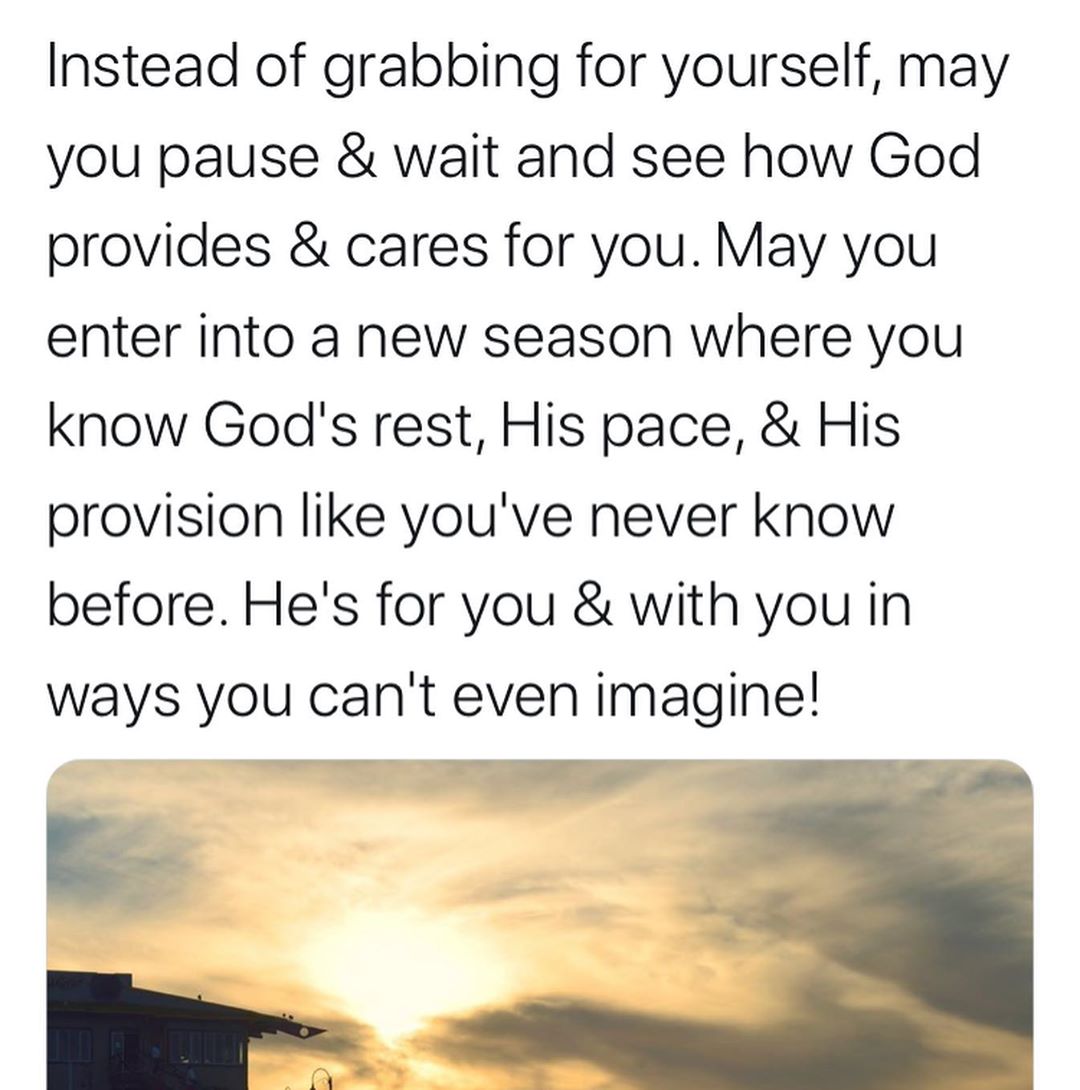 Instead of grabbing for yourself, may
you pause & wait and see how God
provides & cares for you. May you
enter into a new season where you
know God's rest, His pace, & His
provision like you've never know
before. He's for you & with you in
ways you can't even imagine!